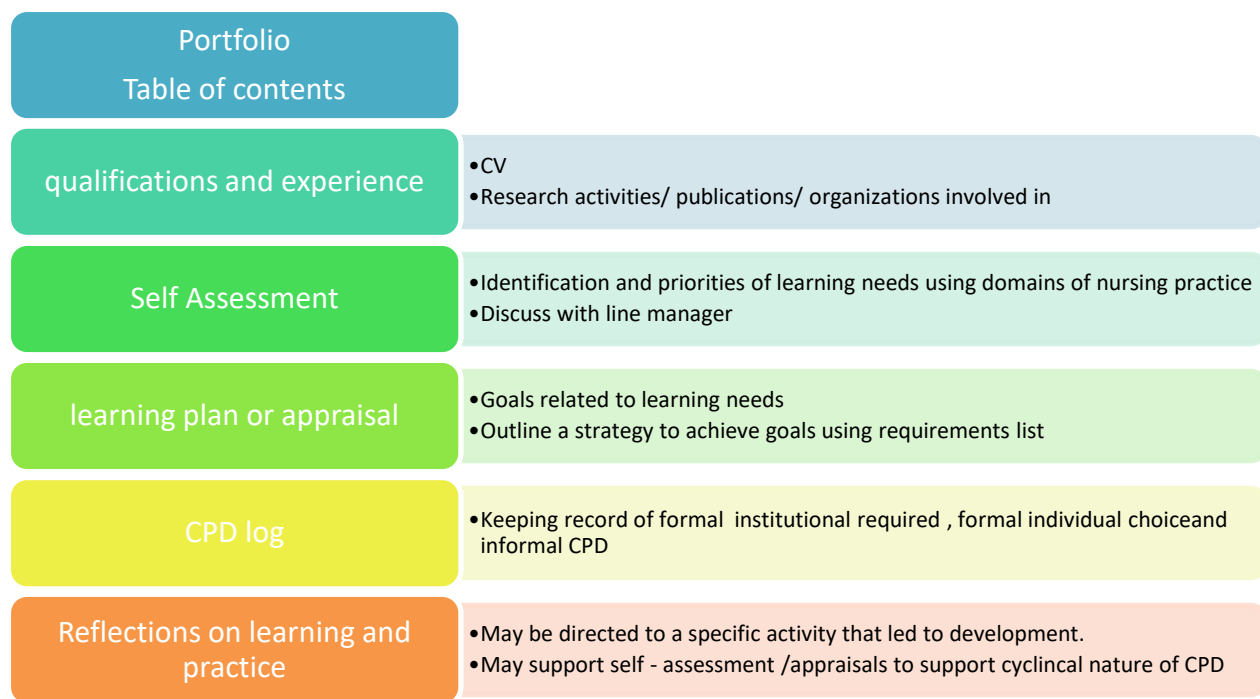 Portfolio
Table of contents
qualifications and experience
•CV
•Research activities/ publications/ organizations involved in
Self Assessment
•Identification and priorities of learning needs using domains of nursing practice
•Discuss with line manager
learning plan or appraisal
•Goals related to learning needs
•Outline a strategy to achieve goals using requirements list
CPD log
•Keeping record of formal  institutional required , formal individual choiceand
informal CPD
Reflections on learning and
practice
•May be directed to a specific activity that led to development.
•May support self - assessment /appraisals to support cyclincal nature of CPD